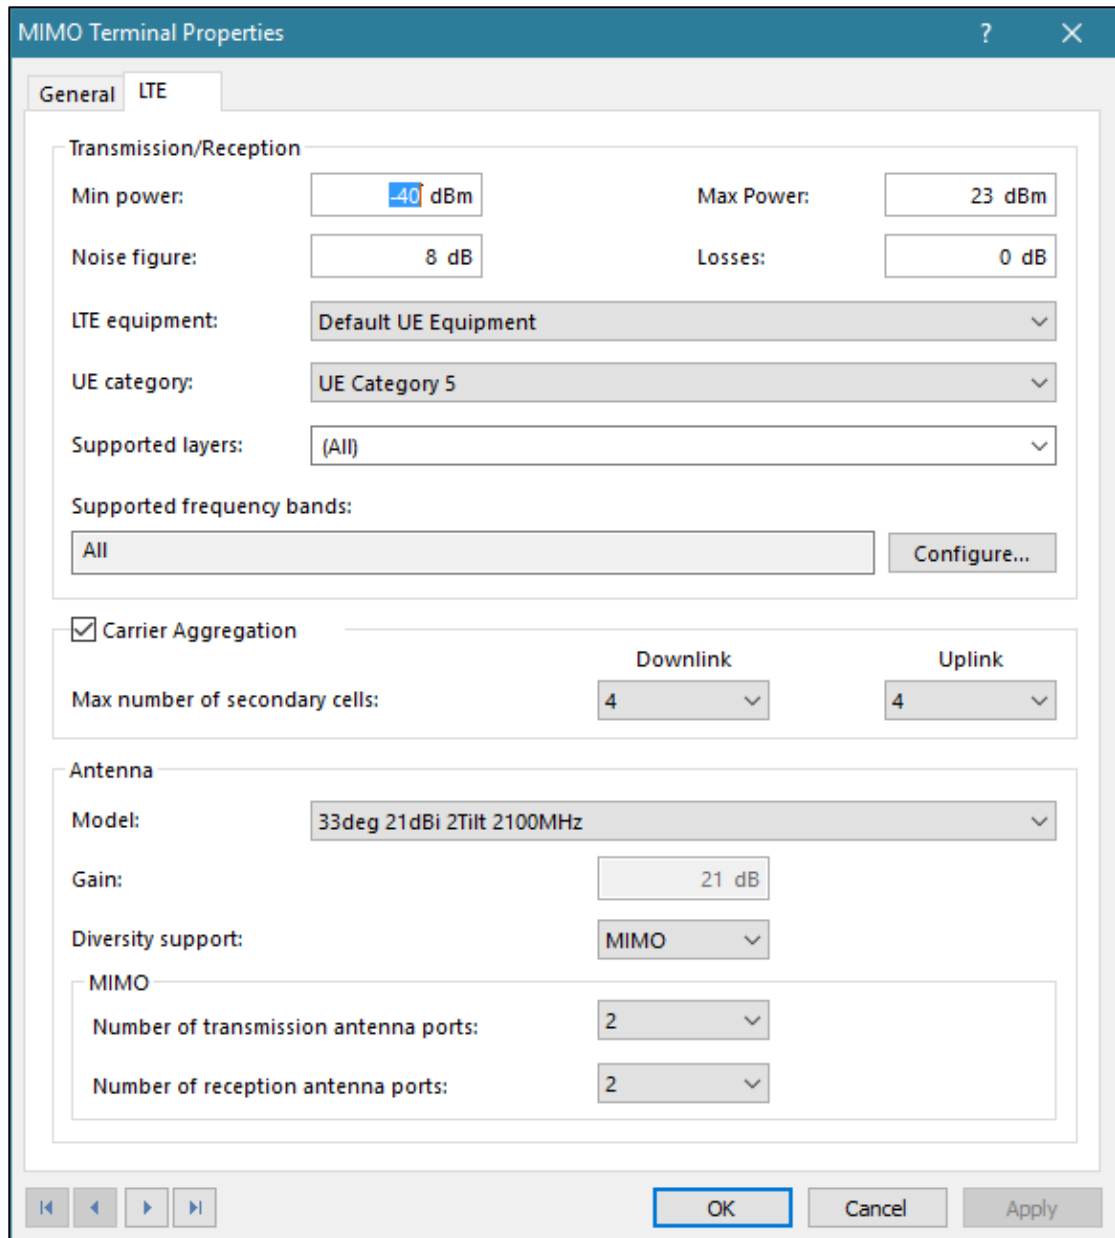 MIMO Terminal Properties ? ×
General LTE
Transmission/Reception
Min power: -40 dBm Max Power: 23 dBm
Noise figure: 8 dB Losses: 0 dB
LTE equipment: Default UE Equipment
UE category: UE Category 5
Supported layers: (All)
Supported frequency bands:
All Configure...
Carrier Aggregation
Downlink Uplink
Max number of secondary cells: 4 4
Antenna
Model: 33deg 21dBi 2Tilt 2100MHz
Gain: 21 dB
Diversity support: MIMO
MIMO
Number of transmission antenna ports: 2
Number of reception antenna ports: 2
OK Cancel Apply